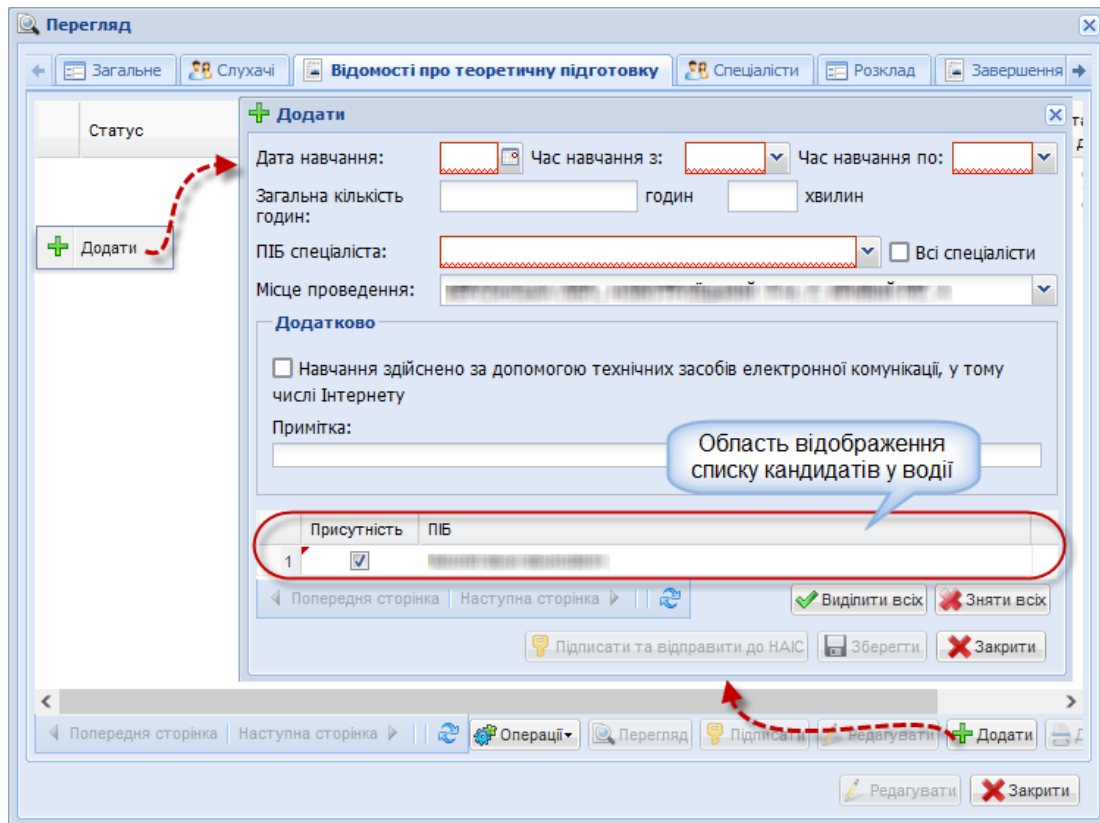 Перегляд
Загальне Слухачі Відомості про теоретичну підготовку Спеціалісти Розклад Завершення
Статус
Додати
Додати
Дата навчання: Час навчання з: Час навчання по:
Загальна кількість годин
хвилин
годин:
ПІБ спеціаліста: Всі спеціалісти
Місце проведення:
Додатково
Навчання здійснено за допомогою технічних засобів електронної комунікації, у тому
числі Інтернету
Примітка:
Область відображення
списку кандидатів у водії
Присутність ПІБ
1
Попередня сторінка Наступна сторінка Виділити всіх Зняти всіх
Підписати та відправити до НАІС Зберегти Закрити
Попередня сторінка Наступна сторінка Операції Перегляд Підписати Редагувати Додати
Редагувати Закрити